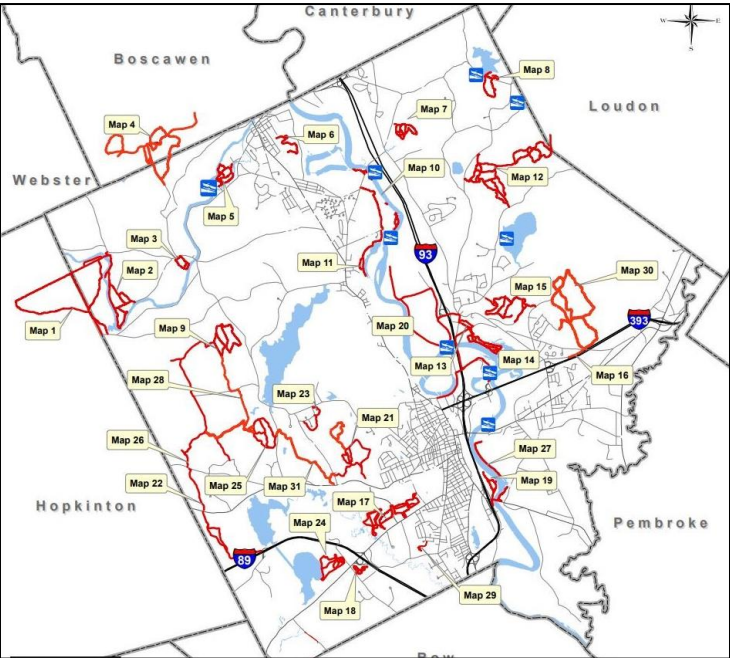 Canterbury
N
W E
S
Boscawen
Map 8
Loudon
Map 7
Map 4
Map 6
Map 10
Map 12
Webster
Map 5
Map 3
Map 11
93
Map 2
Map 30
Map 15
Map 1
393
Map 9
Map 20
Map 14
Map 13
Map 16
Map 28
Map 23
Map 21
Map 26
Map 27
Map 22
Map 25
Map 31
Map 19
Map 17
Hopkinton
Pembroke
Map 24
89
Map 29
Map 18